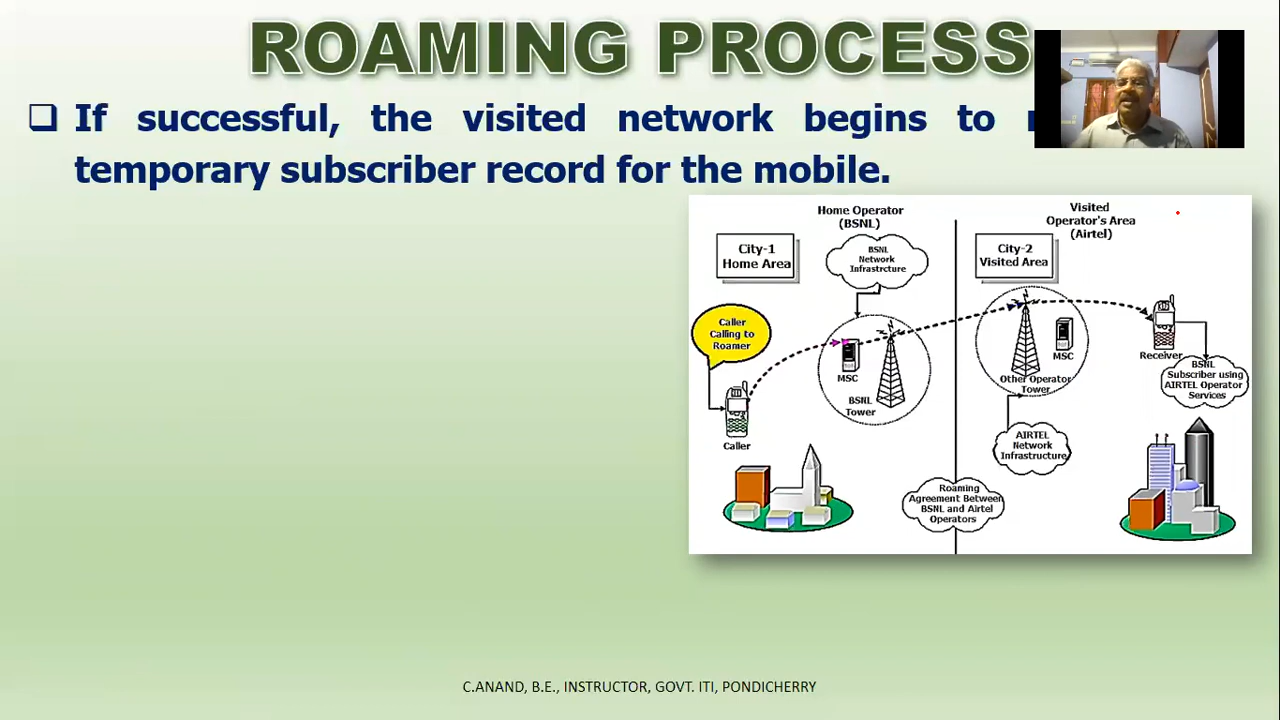 ROAMING PROCESS
If successful, the visited network begins to
temporary subscriber record for the mobile.
Home Operator
(BSNL)
Visited
Operator's Area
(Airtel)
City-1
Home Area
BSNL
Network
Infrastrcture
City-2
Visited Area
Caller
Calling to
Roamer
MSC
BSNL
Tower
Caller
MSC
Other Operator
Tower
Receiver
BSNL
Subscriber using
AIRTEL Operator
Services
AIRTEL
Network
Infrastructure
Roaming
Agreement Between
BSNL and Airtel
Operators
C.ANAND, B.E., INSTRUCTOR, GOVT. ITI, PONDICHERRY